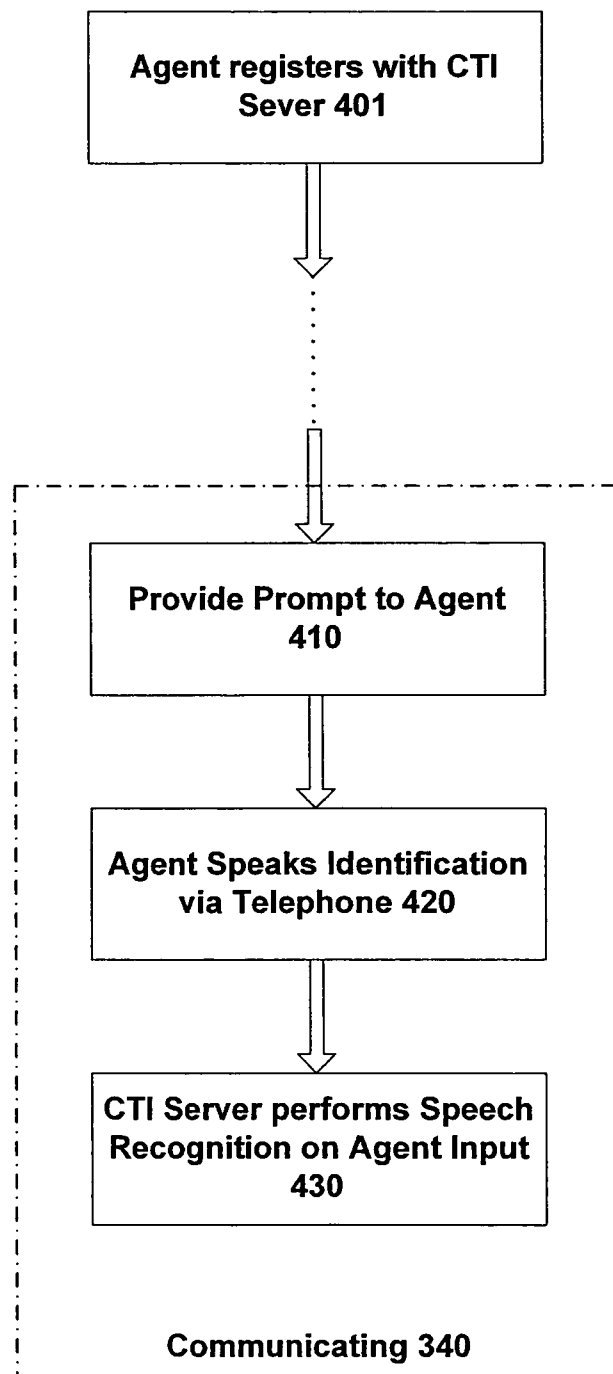 Agent registers with CTI
Sever 401
Provide Prompt to Agent
410
Agent Speaks Identification
via Telephone 420
CTI Server performs Speech
Recognition on Agent Input
430
Communicating 340